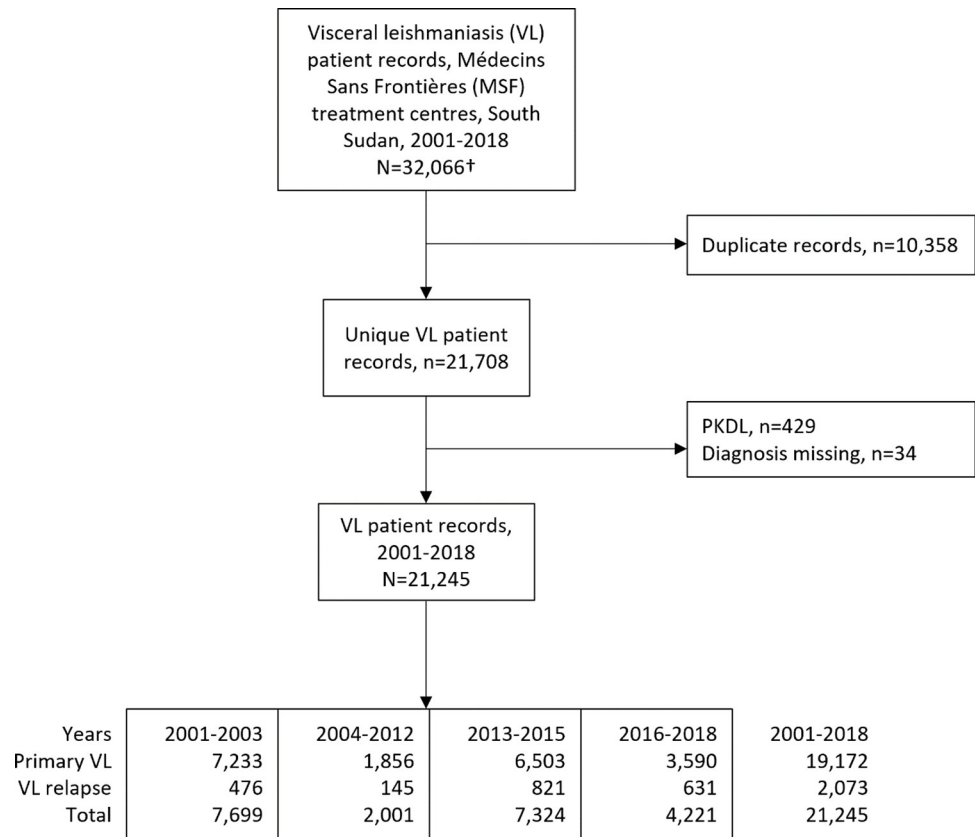 Visceral leishmaniasis (VL)
patient records, Médecins
Sans Frontières (MSF)
treatment centres, South
Sudan, 2001-2018
N=32,066†
Duplicate records, n=10,358
Unique VL patient
records, n=21,708
PKDL, n=429
Diagnosis missing, n=34
VL patient records,
2001-2018
N=21,245
Years 2001-2003 2004-2012 2013-2015 2016-2018 2001-2018
Primary VL 7,233 1,856 6,503 3,590 19,172
VL relapse 476 145 821 631 2,073
Total 7,699 2,001 7,324 4,221 21,245